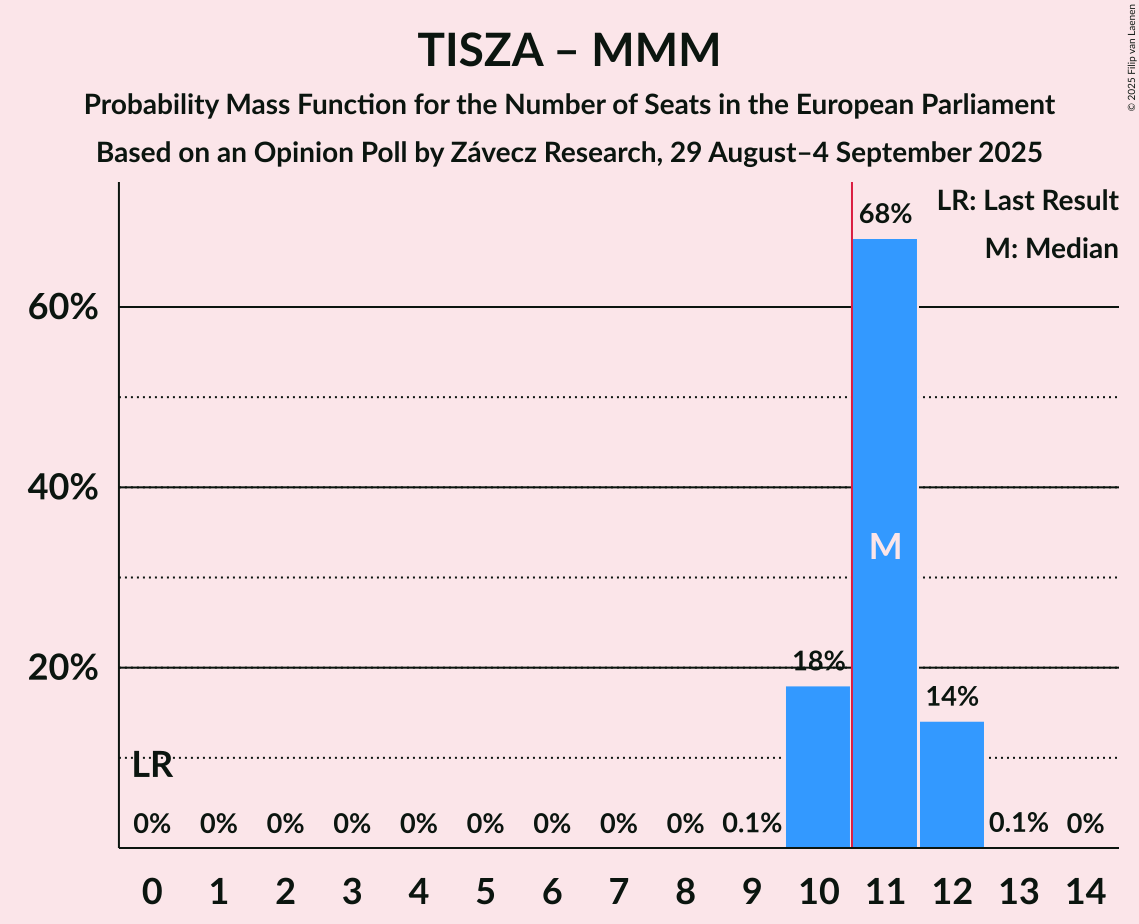 TISZA – MMM
Probability Mass Function for the Number of Seats in the European Parliament
Based on an Opinion Poll by Závecz Research, 29 August–4 September 2025
© 2025 Filip van Laenen
LR: Last Result
M: Median
68%
60%
40%
M
20%
18%
14%
LR
0% 0% 0% 0% 0% 0% 0% 0% 0% 0.1% 0.1% 0%
0 1 2 3 4 5 6 7 8 9 10 11 12 13 14